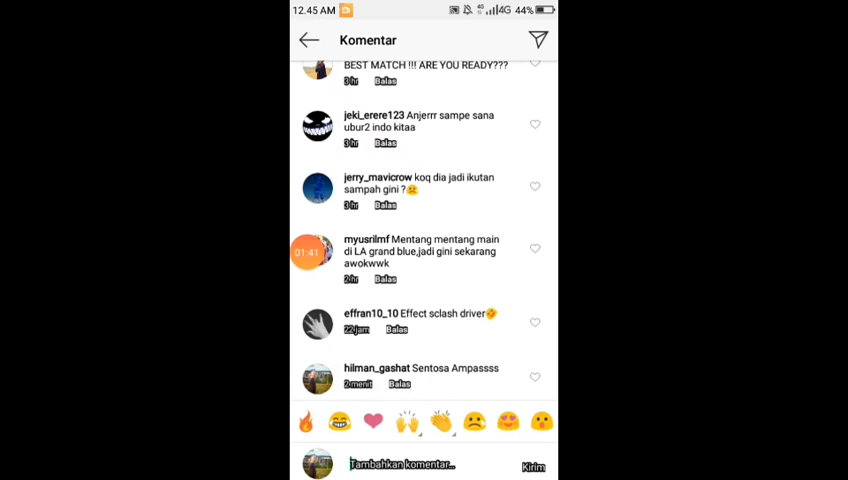 12.45 AM 4G 4G 44%
Komentar
BEST MATCH !!! ARE YOU READY???
3 hr Balas
jeki_erere123 Anjerrr sampe sana
ubur2 indo kitaa
3 hr Balas
jerry_mavicrow koq dia jadi ikutan
sampah gini ?☹️
3 hr Balas
01:41
myusrilmf Mentang mentang main
di LA grand blue,jadi gini sekarang
awokwwk
2 hr Balas
effran10_10 Effect sclash driver🤣
22 jam Balas
hilman_gashat Sentosa Ampassss
2 menit Balas
Tambahkan komentar... Kirim